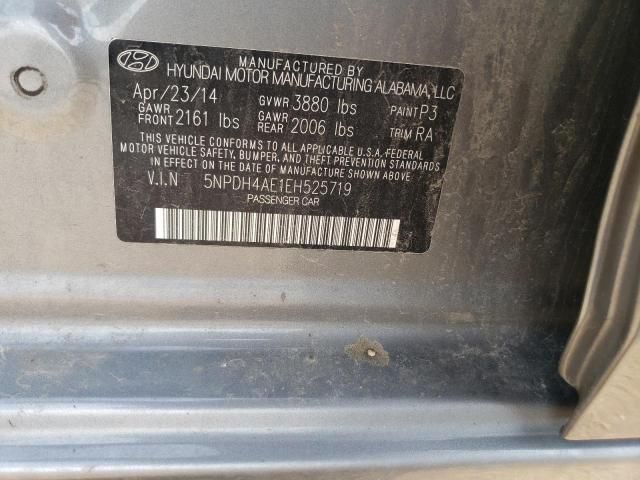 MANUFACTURED BY
HYUNDAI MOTOR MANUFACTURING ALABAMA, LLC
Apr/23/14 GVWR 3880 lbs PAINT P3
GAWR FRONT 2161 lbs GAWR REAR 2006 lbs TRIM RA
THIS VEHICLE CONFORMS TO ALL APPLICABLE U.S.A. FEDERAL
MOTOR VEHICLE SAFETY, BUMPER, AND THEFT PREVENTION STANDARDS
IN EFFECT ON THE DATE OF MANUFACTURE SHOWN ABOVE.
V.I.N 5NPDH4AE1EH525719
PASSENGER CAR